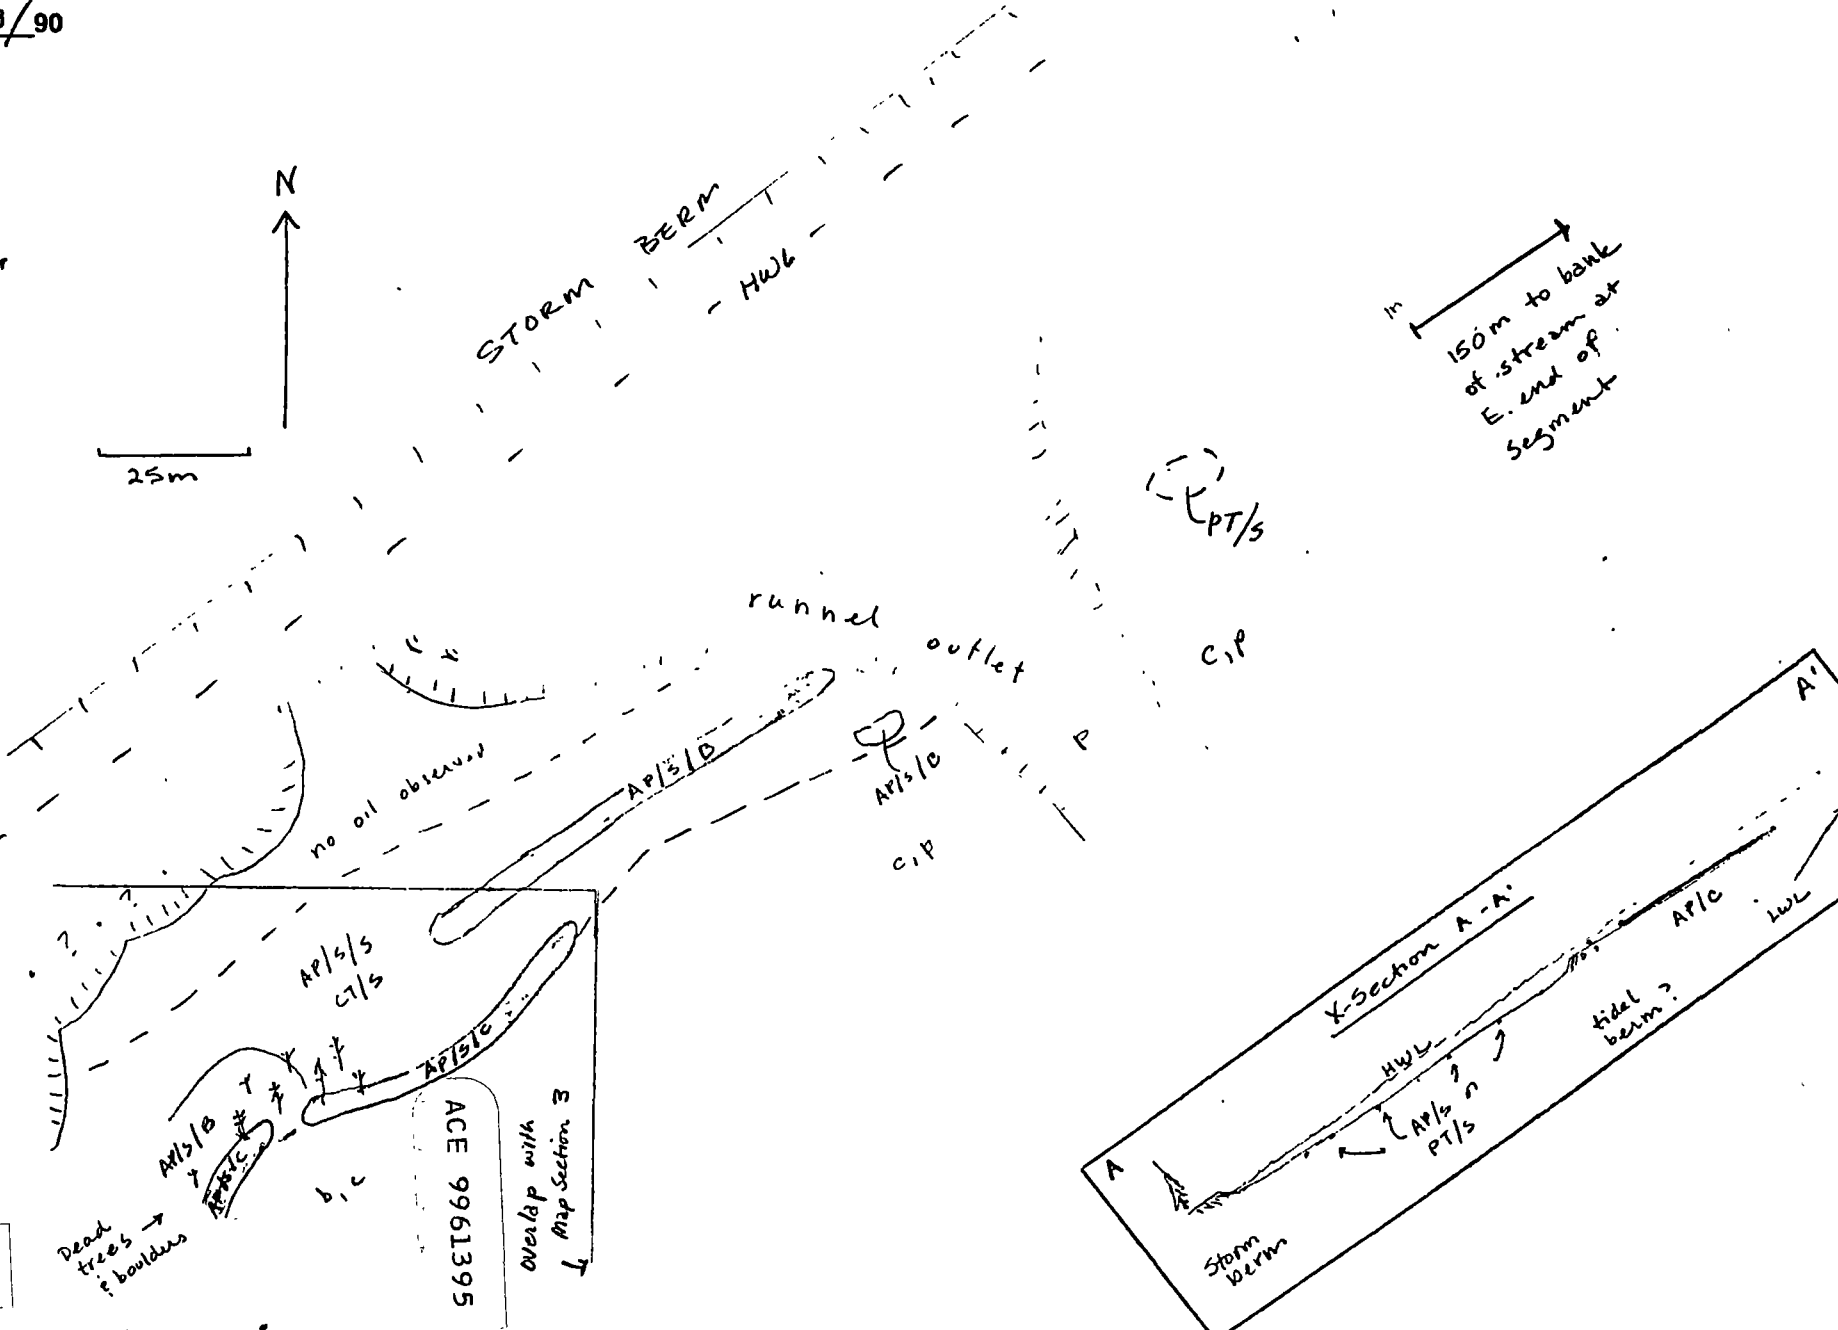 /90
N
STORM BERM
HWL
25m
150m to bank
of stream at
E. end of
segment
PT/S
runnel outlet
C,P
P
no oil observed
AP/S/B
AP/S/B
C,P
? ?
AP/S/S
CT/S
AP/S/C
AP/S/B
AP/S/C
b,c
Dead
trees →
& boulders
ACE 9961395
overlap with
Map Section 3
A
A'
X-Section A-A'
HWL
AP/C
LWL
tidal
berm?
AP/S or
PT/S
Storm
berm